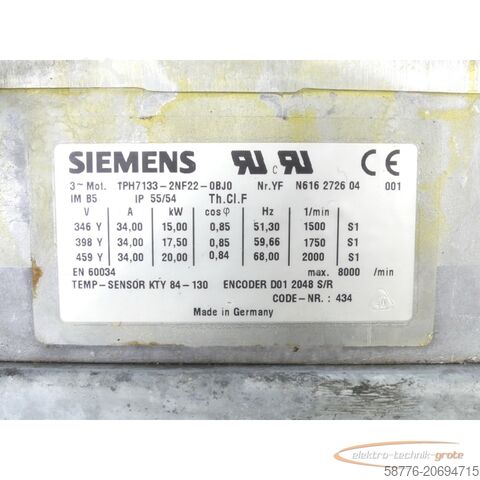 SIEMENS
3~ Mot. 1PH7133-2NF22-0BJ0 Nr.YF N616 2726 04 001
IM B5 IP 55/54 Th.Cl.F
V A kW cosφ Hz 1/min
346 Y 34,00 15,00 0,85 51,30 1500 S1
398 Y 34,00 17,50 0,85 59,66 1750 S1
459 Y 34,00 20,00 0,84 68,00 2000 S1
EN 60034 max. 8000 /min
TEMP-SENSOR KTY 84-130 ENCODER D01 2048 S/R
CODE-NR.: 434
Made in Germany
elektro-technik-grote
58776-20694715